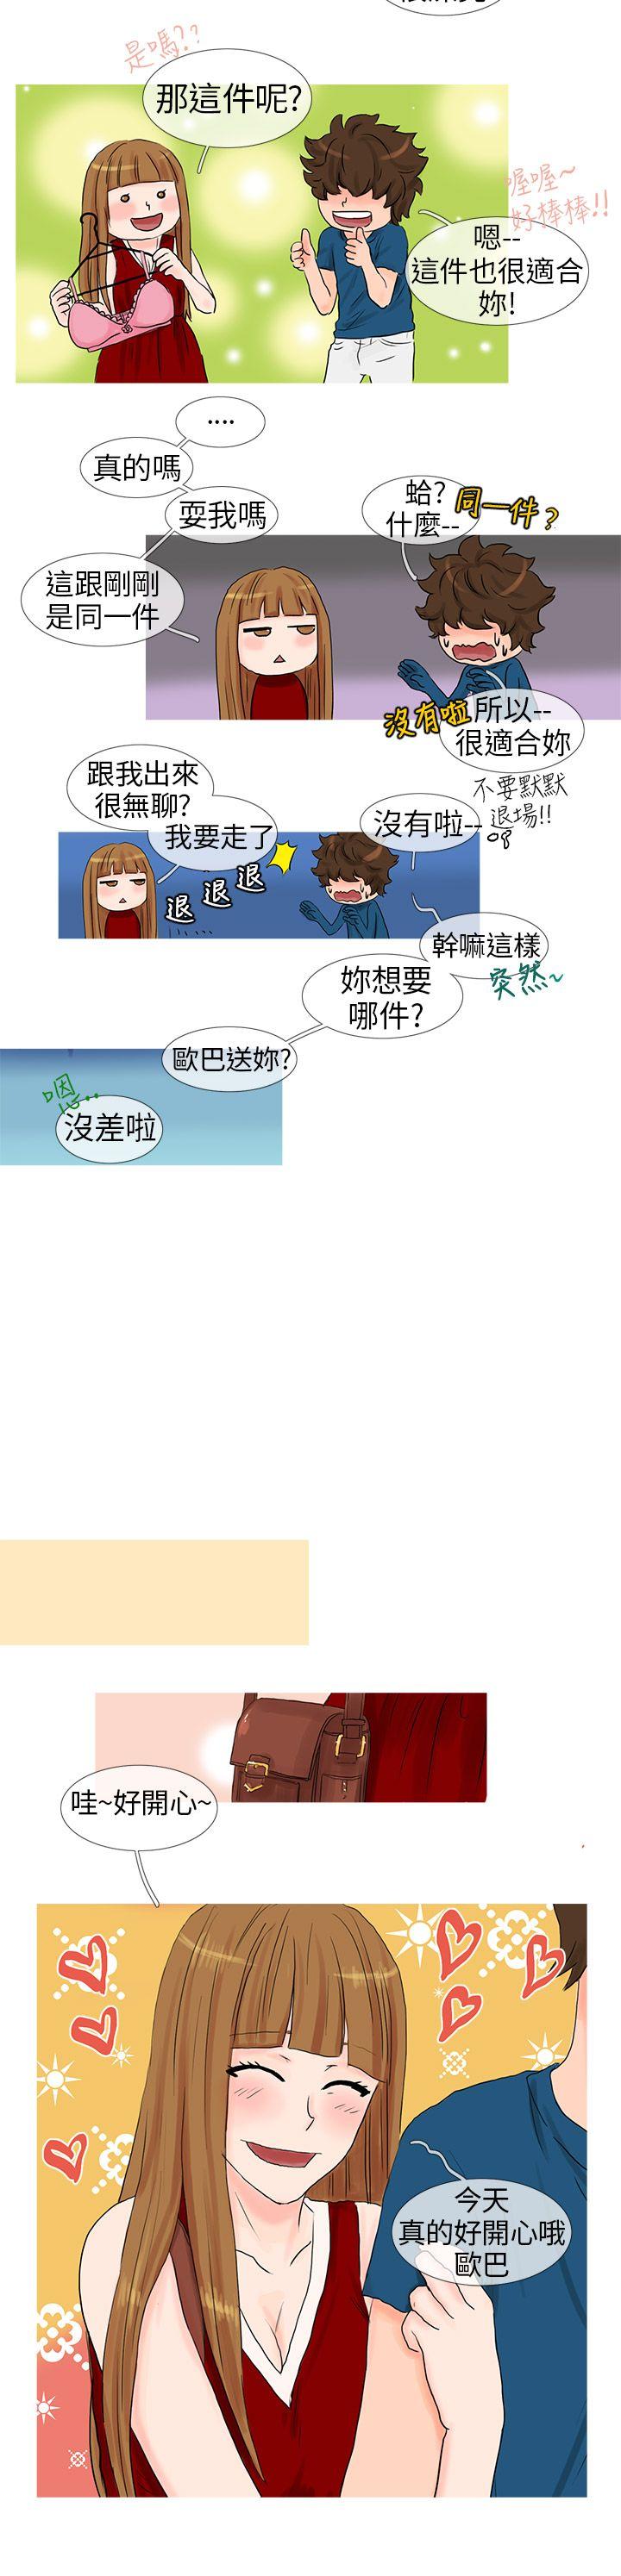 是嗎??
那這件呢?
喔喔~
好棒棒!!
嗯--
這件也很適合
妳!
....
真的嗎
耍我嗎
這跟剛剛
是同一件
蛤?
什麼--
同一件?
沒有啦
所以--
很適合妳
跟我出來
很無聊?
我要走了
退 退 退
沒有啦--
不要默默
退場!!
幹嘛這樣
突然~
妳想要
哪件?
歐巴送妳?
嗯..
沒差啦
哇~好開心~
今天
真的好開心哦
歐巴